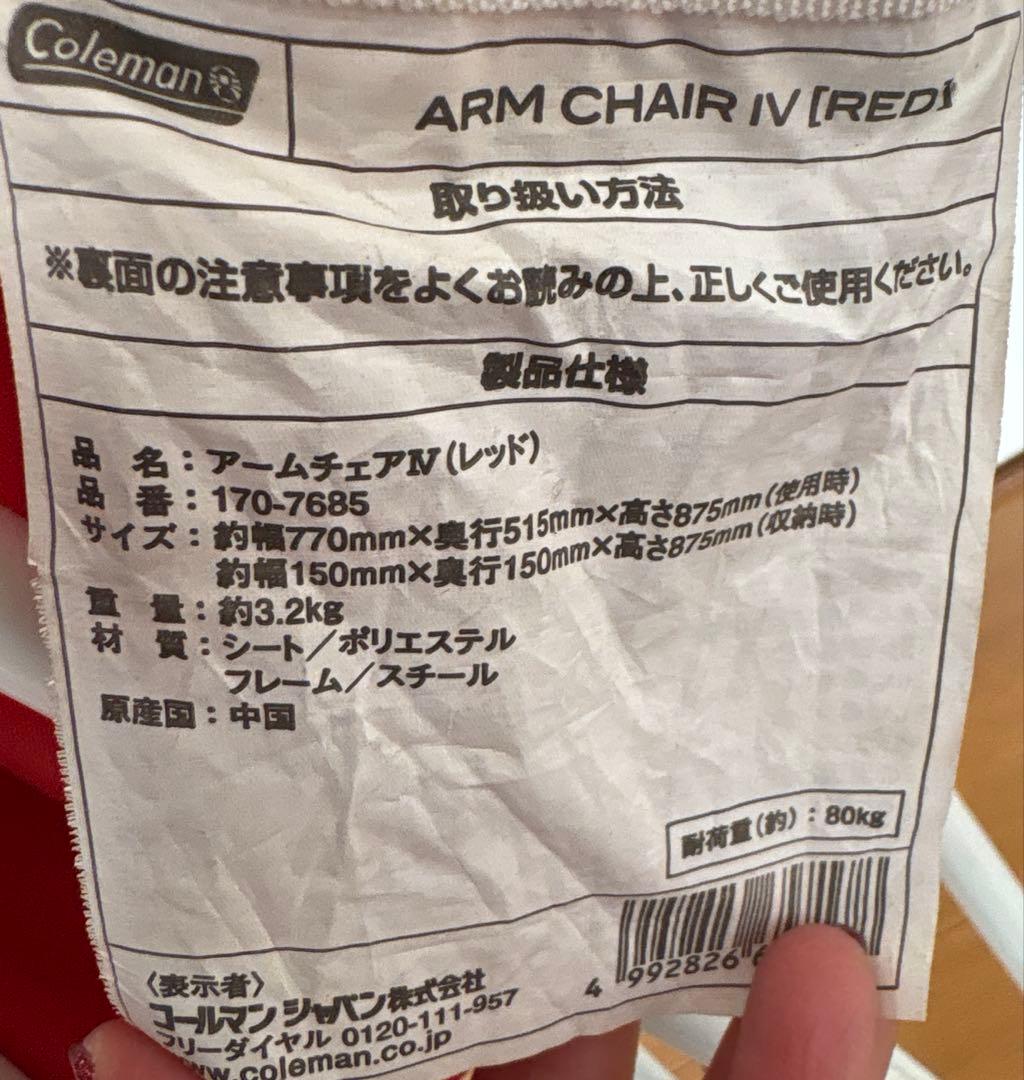 Coleman
ARM CHAIR IV [RED]
取り扱い方法
※裏面の注意事項をよくお読みの上、正しくご使用ください。
製品仕様
品 名：アームチェアⅣ(レッド)
品 番：170-7685
サイズ：約幅770mm×奥行515mm×高さ875mm(使用時)
約幅150mm×奥行150mm×高さ875mm(収納時)
重 量：約3.2kg
材 質：シート／ポリエステル
フレーム／スチール
原産国：中国
耐荷重(約)：80kg
4 992826
〈表示者〉
コールマン ジャパン株式会社
フリーダイヤル 0120-111-957
www.coleman.co.jp